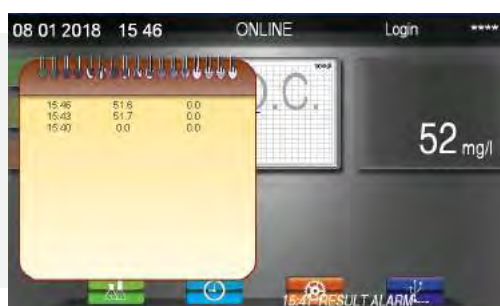 08 01 2018 15 46 ONLINE Login ****
15:46 51.6 0.0
15:43 51.7 0.0
15:40 0.0 0.0
.C.
52 mg/l
15:41 RESULT ALARM---